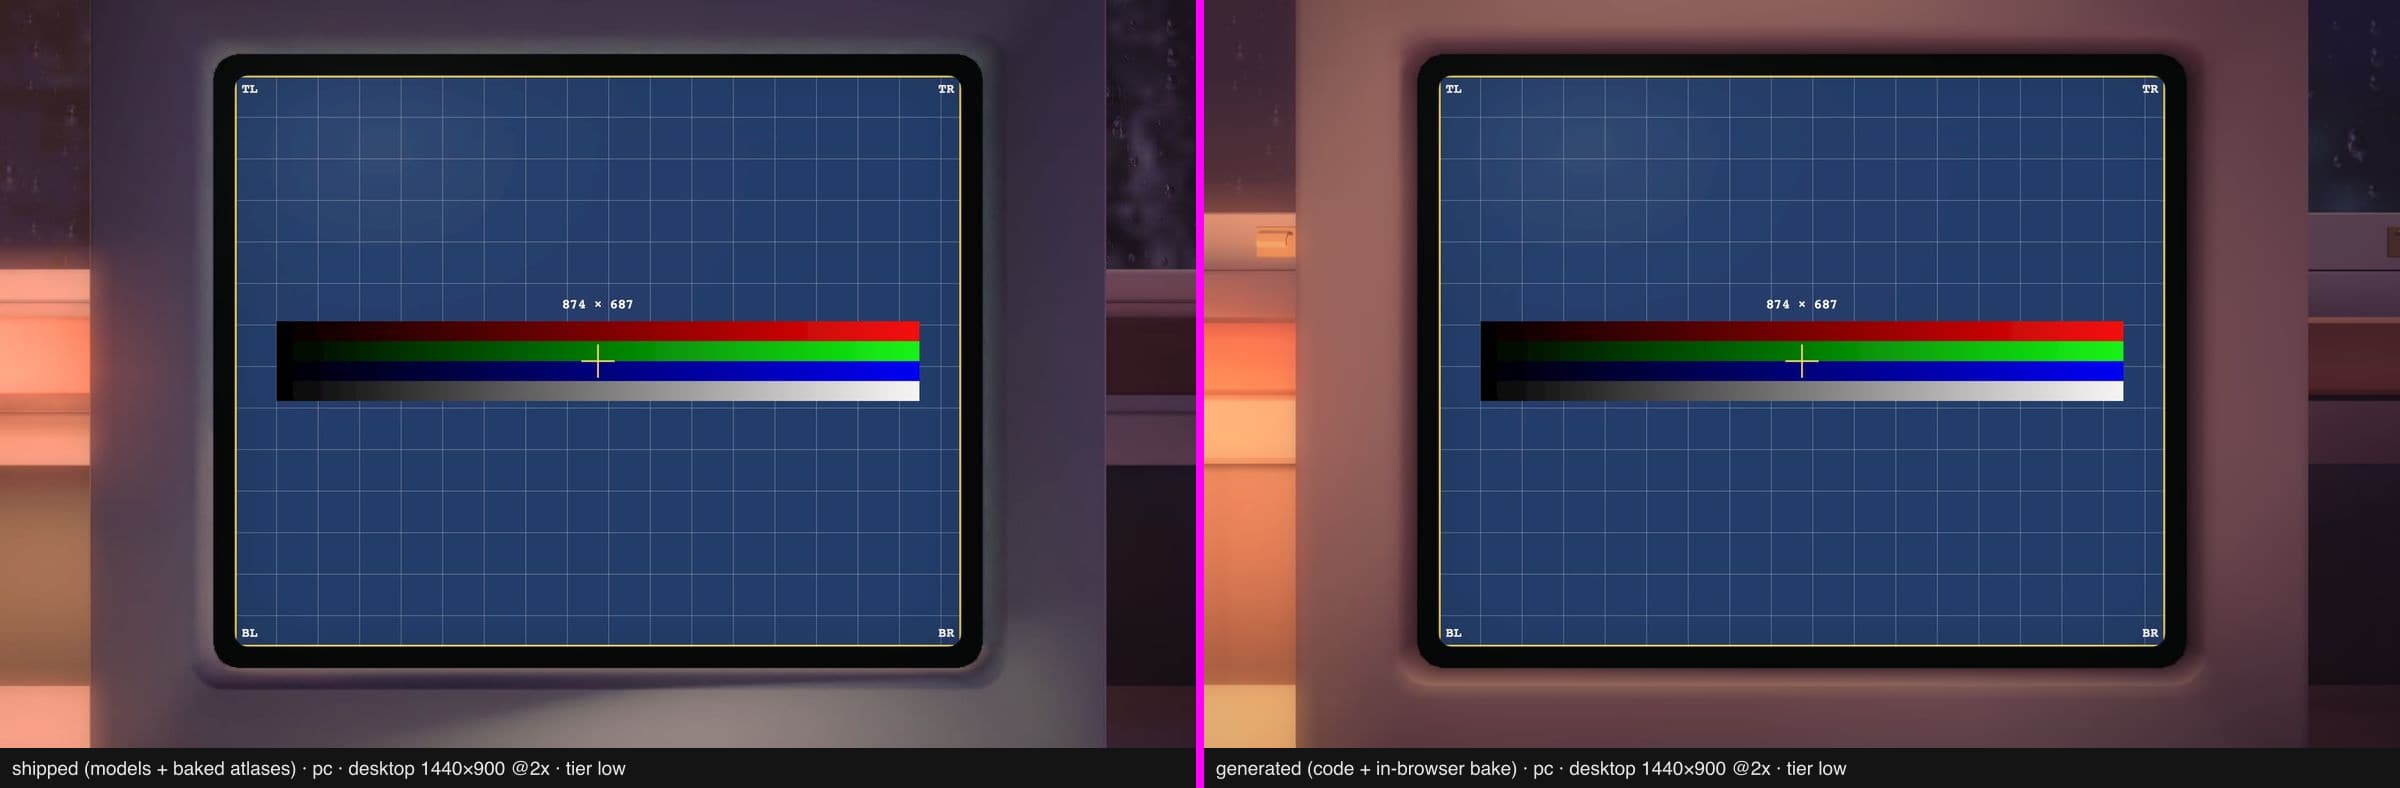 TL TR
874 × 687
BL BR
shipped (models + baked atlases) · pc · desktop 1440×900 @2x · tier low
TL TR
874 × 687
BL BR
generated (code + in-browser bake) · pc · desktop 1440×900 @2x · tier low